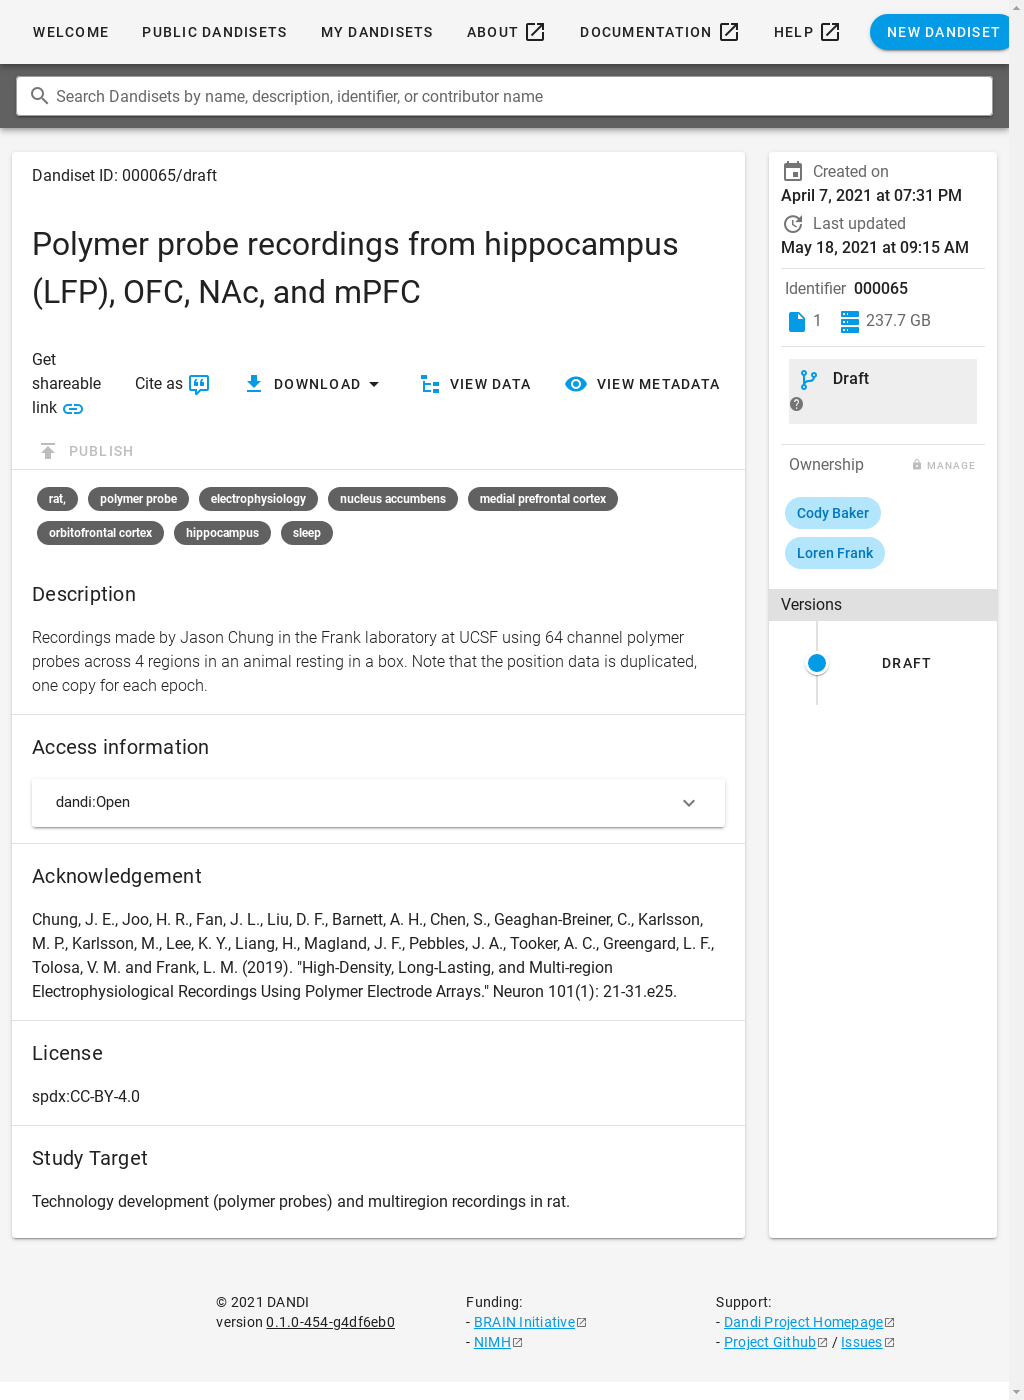 WELCOME PUBLIC DANDISETS MY DANDISETS ABOUT DOCUMENTATION HELP NEW DANDISET
Search Dandisets by name, description, identifier, or contributor name
Dandiset ID: 000065/draft
Polymer probe recordings from hippocampus
(LFP), OFC, NAc, and mPFC
Get
shareable
link
Cite as
DOWNLOAD
VIEW DATA
VIEW METADATA
PUBLISH
rat, polymer probe electrophysiology nucleus accumbens medial prefrontal cortex
orbitofrontal cortex hippocampus sleep
Description
Recordings made by Jason Chung in the Frank laboratory at UCSF using 64 channel polymer
probes across 4 regions in an animal resting in a box. Note that the position data is duplicated,
one copy for each epoch.
Access information
dandi:Open
Acknowledgement
Chung, J. E., Joo, H. R., Fan, J. L., Liu, D. F., Barnett, A. H., Chen, S., Geaghan-Breiner, C., Karlsson,
M. P., Karlsson, M., Lee, K. Y., Liang, H., Magland, J. F., Pebbles, J. A., Tooker, A. C., Greengard, L. F.,
Tolosa, V. M. and Frank, L. M. (2019). "High-Density, Long-Lasting, and Multi-region
Electrophysiological Recordings Using Polymer Electrode Arrays." Neuron 101(1): 21-31.e25.
License
spdx:CC-BY-4.0
Study Target
Technology development (polymer probes) and multiregion recordings in rat.
Created on
April 7, 2021 at 07:31 PM
Last updated
May 18, 2021 at 09:15 AM
Identifier 000065
1 237.7 GB
Draft
Ownership MANAGE
Cody Baker
Loren Frank
Versions
DRAFT
© 2021 DANDI
version 0.1.0-454-g4df6eb0
Funding:
- BRAIN Initiative
- NIMH
Support:
- Dandi Project Homepage
- Project Github / Issues